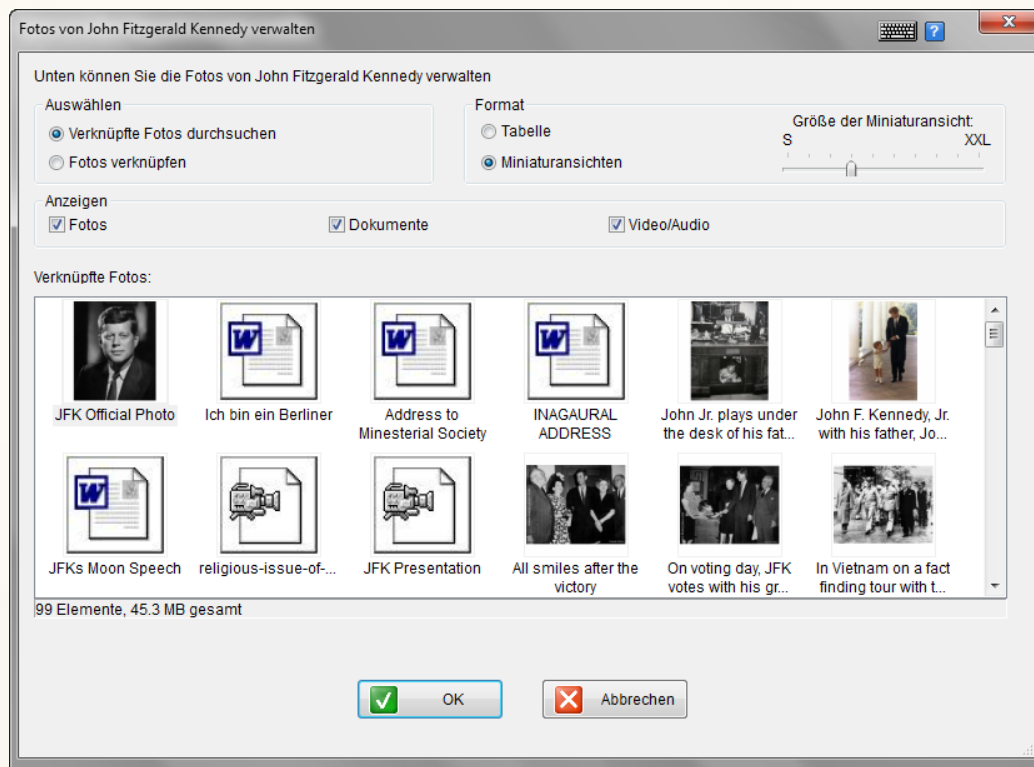 Fotos von John Fitzgerald Kennedy verwalten
Unten können Sie die Fotos von John Fitzgerald Kennedy verwalten
Auswählen
Verknüpfte Fotos durchsuchen
Fotos verknüpfen
Format
Tabelle
Miniaturansichten
Größe der Miniaturansicht:
S XXL
Anzeigen
Fotos Dokumente Video/Audio
Verknüpfte Fotos:
JFK Official Photo
Ich bin ein Berliner
Address to
Minesterial Society
INAGAURAL
ADDRESS
John Jr. plays under
the desk of his fat...
John F. Kennedy, Jr.
with his father, Jo...
JFKs Moon Speech
religious-issue-of-...
JFK Presentation
All smiles after the
victory
On voting day, JFK
votes with his gr...
In Vietnam on a fact
finding tour with t...
99 Elemente, 45.3 MB gesamt
OK
Abbrechen